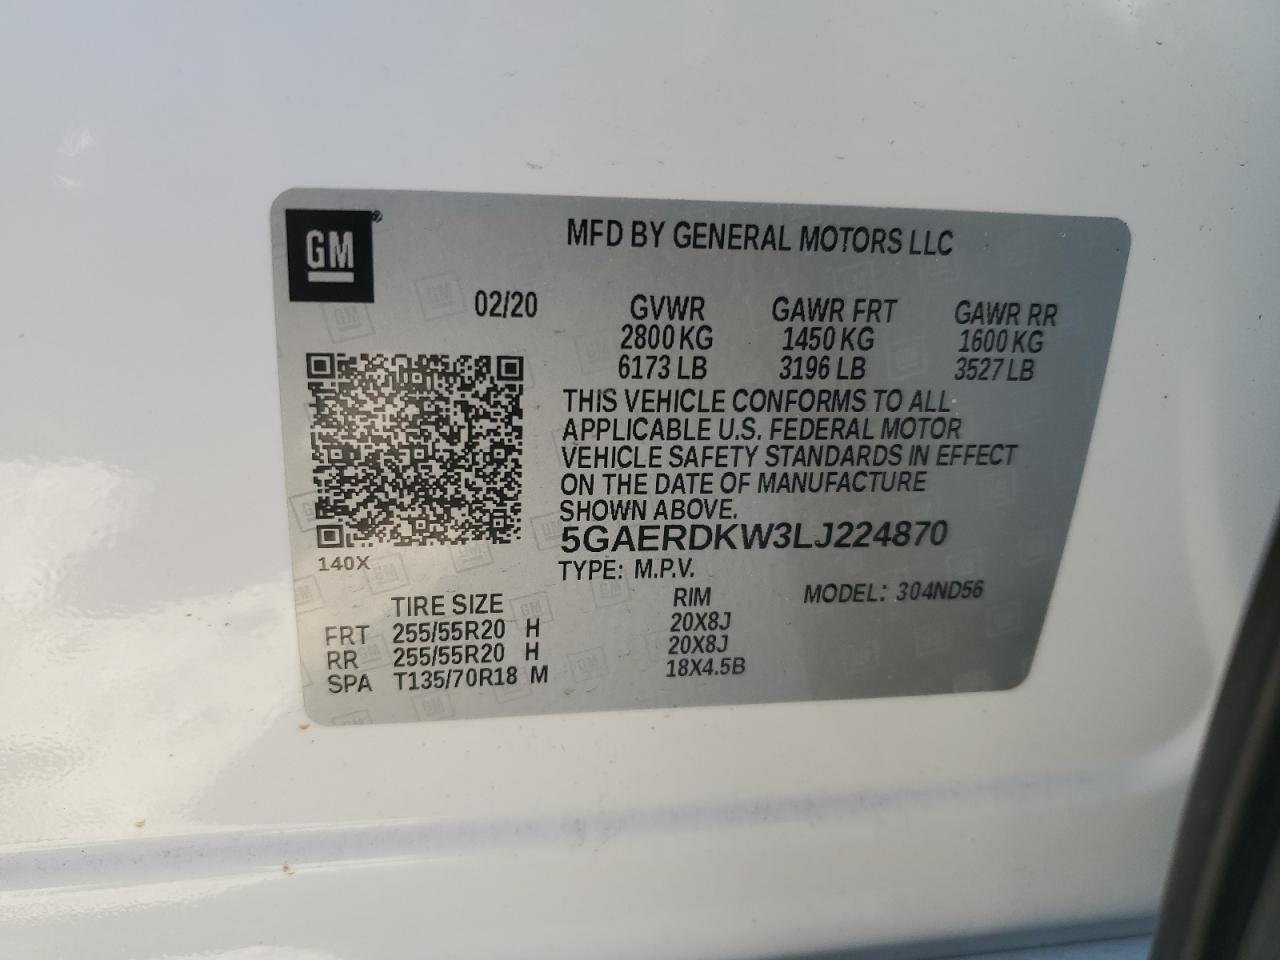 GM®
MFD BY GENERAL MOTORS LLC
02/20 GVWR GAWR FRT GAWR RR
2800 KG 1450 KG 1600 KG
6173 LB 3196 LB 3527 LB
THIS VEHICLE CONFORMS TO ALL
APPLICABLE U.S. FEDERAL MOTOR
VEHICLE SAFETY STANDARDS IN EFFECT
ON THE DATE OF MANUFACTURE
SHOWN ABOVE.
5GAERDKW3LJ224870
140X
TYPE: M.P.V.
MODEL: 304ND56
TIRE SIZE RIM
FRT 255/55R20 H 20X8J
RR 255/55R20 H 20X8J
SPA T135/70R18 M 18X4.5B